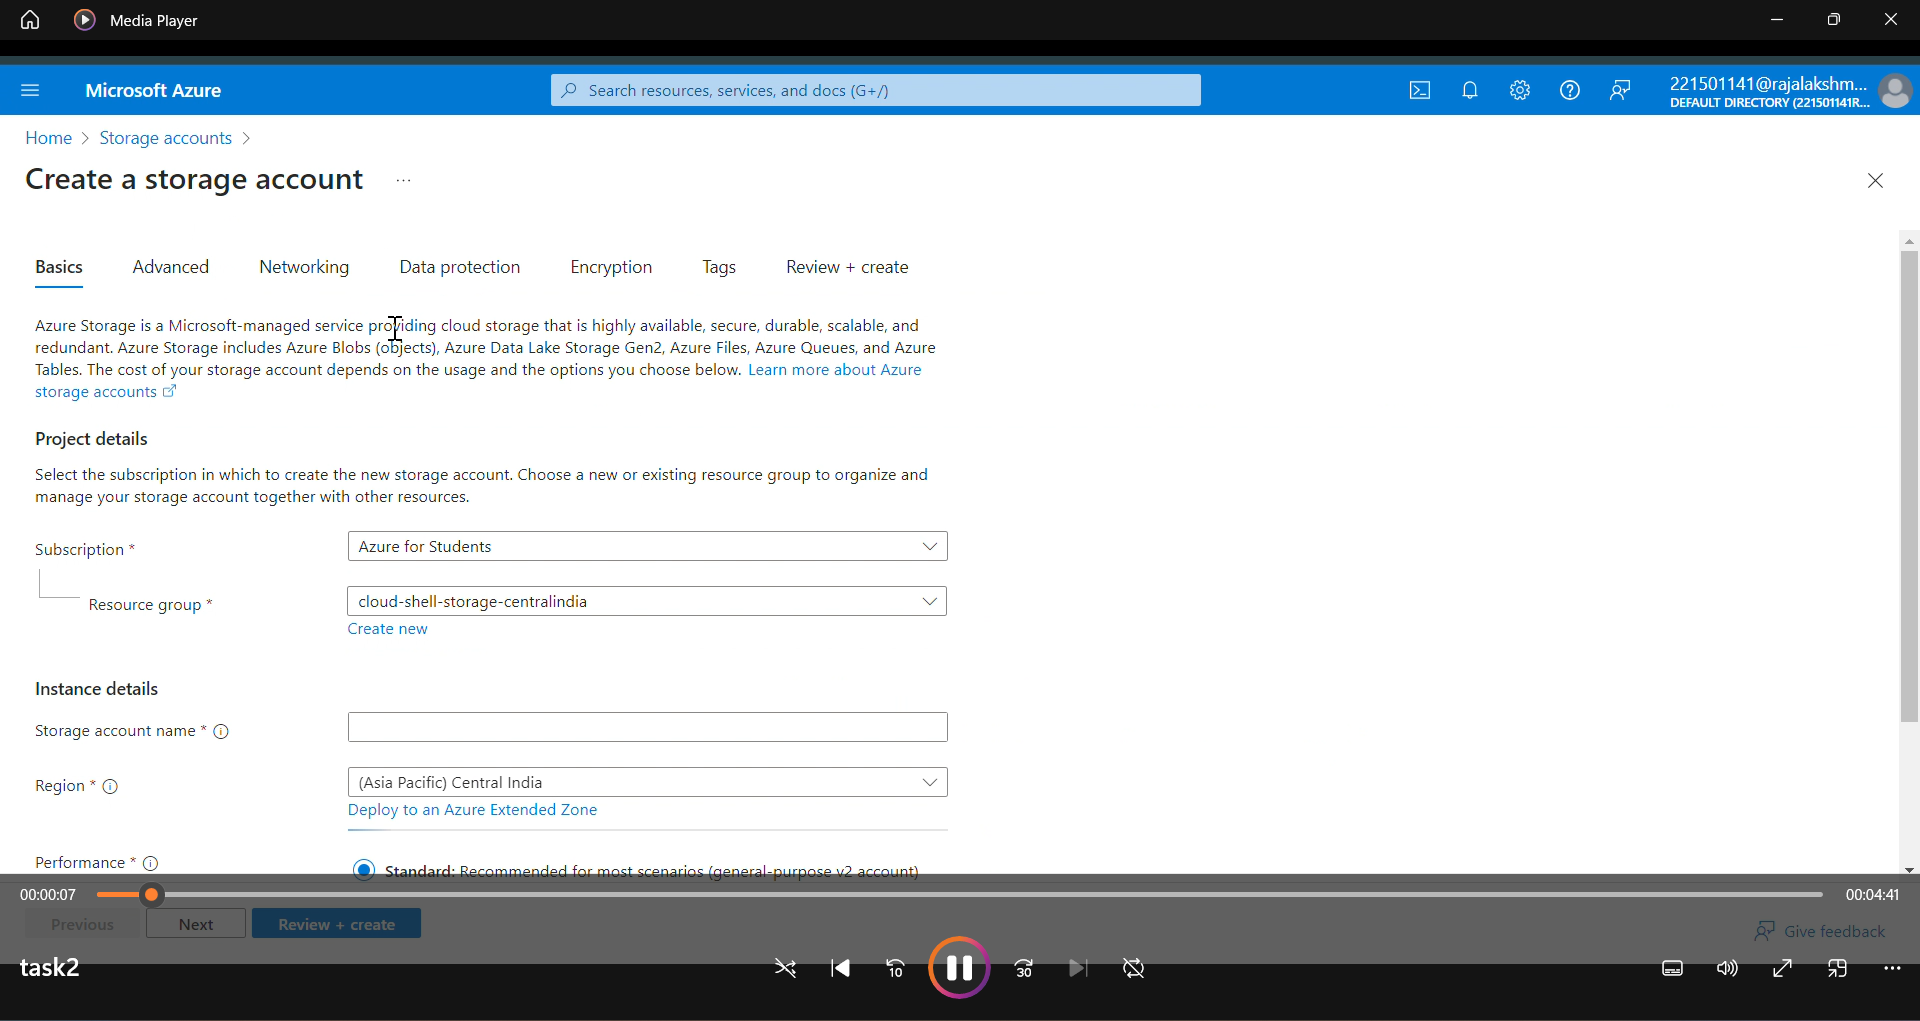 Media Player
Microsoft Azure
Search resources, services, and docs (G+/)
221501141@rajalakshm...
DEFAULT DIRECTORY (221501141R...
Home > Storage accounts >
Create a storage account ...
Basics Advanced Networking Data protection Encryption Tags Review + create
Azure Storage is a Microsoft-managed service providing cloud storage that is highly available, secure, durable, scalable, and
redundant. Azure Storage includes Azure Blobs (objects), Azure Data Lake Storage Gen2, Azure Files, Azure Queues, and Azure
Tables. The cost of your storage account depends on the usage and the options you choose below. Learn more about Azure
storage accounts
Project details
Select the subscription in which to create the new storage account. Choose a new or existing resource group to organize and
manage your storage account together with other resources.
Subscription * Azure for Students
Resource group * cloud-shell-storage-centralindia
Create new
Instance details
Storage account name *
Region * (Asia Pacific) Central India
Deploy to an Azure Extended Zone
Performance * Standard: Recommended for most scenarios (general-purpose v2 account)
00:00:07 00:04:41
Previous Next Review + create Give feedback
task2 10 30